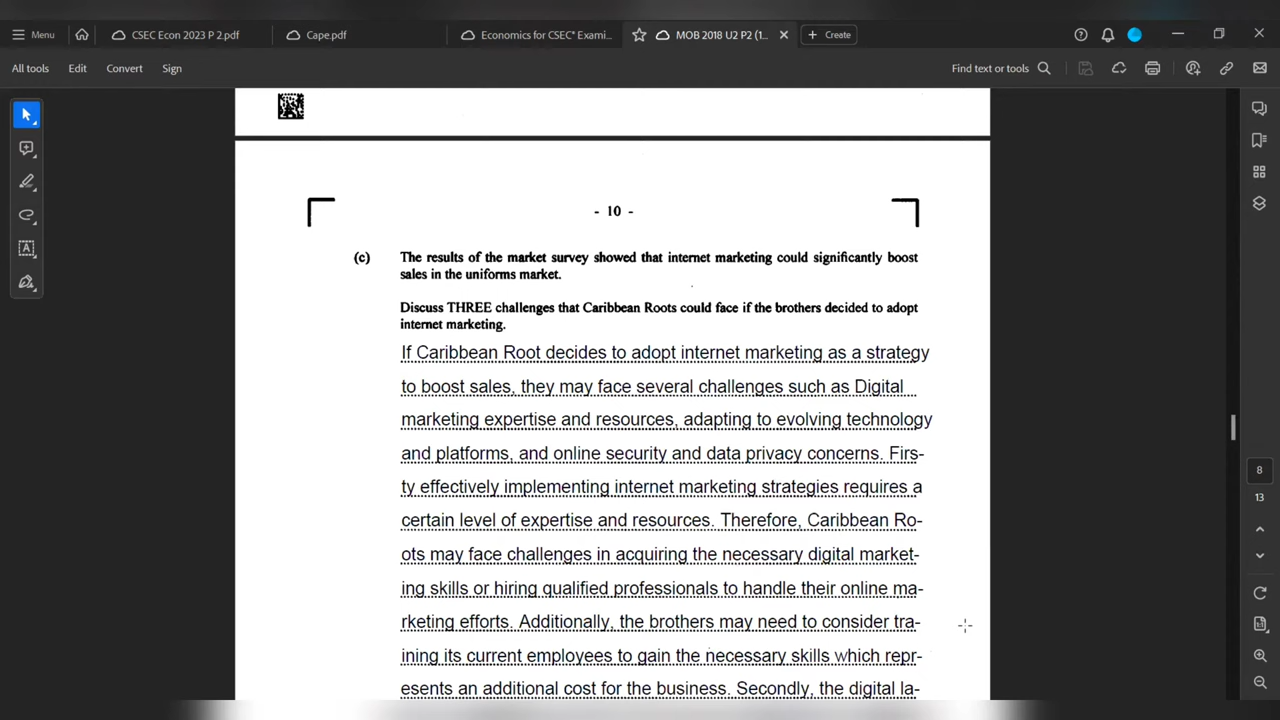 Menu
CSEC Econ 2023 P 2.pdf
Cape.pdf
Economics for CSEC® Exami...
MOB 2018 U2 P2 (1...
Create
All tools
Edit
Convert
Sign
Find text or tools
- 10 -
(c) The results of the market survey showed that internet marketing could significantly boost
sales in the uniforms market.
Discuss THREE challenges that Caribbean Roots could face if the brothers decided to adopt
internet marketing.
If Caribbean Root decides to adopt internet marketing as a strategy
to boost sales, they may face several challenges such as Digital
marketing expertise and resources, adapting to evolving technology
and platforms, and online security and data privacy concerns. Firs-
ty effectively implementing internet marketing strategies requires a
certain level of expertise and resources. Therefore, Caribbean Ro-
ots may face challenges in acquiring the necessary digital market-
ing skills or hiring qualified professionals to handle their online ma-
rketing efforts. Additionally, the brothers may need to consider tra-
ining its current employees to gain the necessary skills which repr-
esents an additional cost for the business. Secondly, the digital la-
8
13